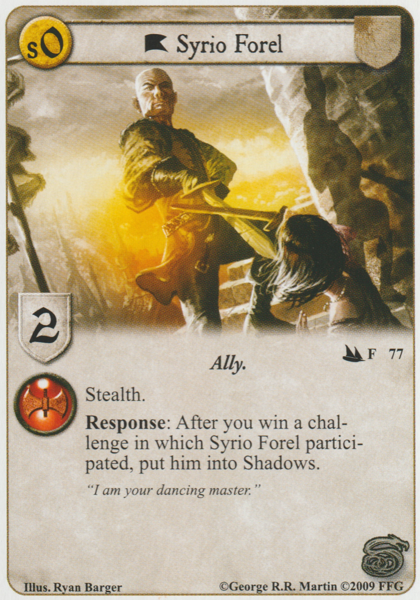 s0
Syrio Forel
2
Ally.
F 77
Stealth.
Response: After you win a chal-
lenge in which Syrio Forel partici-
pated, put him into Shadows.
“I am your dancing master.”
Illus. Ryan Barger
©George R.R. Martin ©2009 FFG